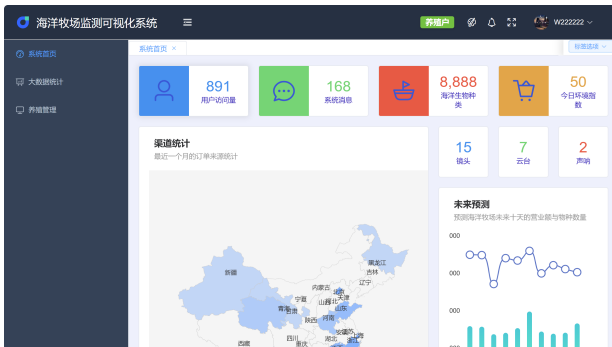 海洋牧场监测可视化系统
养殖户
W222222
系统首页
大数据统计
养殖管理
系统首页 ×
标签选项
891
用户访问量
168
系统消息
8,888
海洋生物种类
50
今日环境指数
渠道统计
最近一个月的订单来源统计
15
镜头
7
云台
2
声呐
未来预测
预测海洋牧场未来十天的营业额与物种数量
000
000
000
000
黑龙江
吉林
辽宁
新疆
内蒙古
北京
天津
宁夏
山西
河北
山东
青海
甘肃
陕西
河南
西藏
四川
重庆
湖北
安徽
江苏
上海
浙江